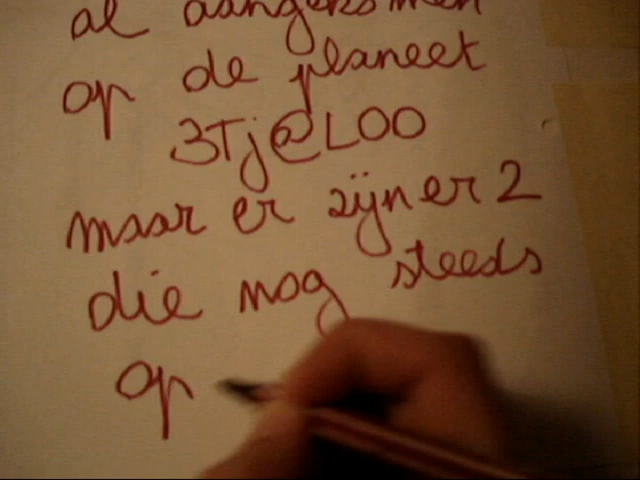 al aangekomen
op de planeet
3Tj@LOO
maar er zijn er 2
die nog steeds
op